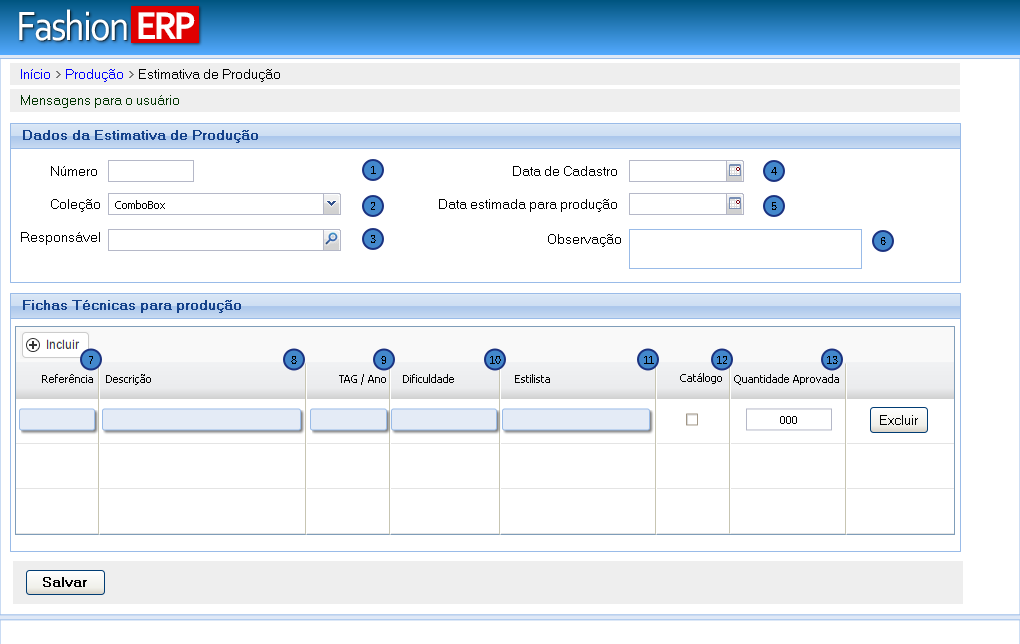 Fashion ERP
Início > Produção > Estimativa de Produção
Mensagens para o usuário
Dados da Estimativa de Produção
Número 1 Data de Cadastro 4
Coleção ComboBox 2 Data estimada para produção 5
Responsável 3 Observação 6
Fichas Técnicas para produção
Incluir
7 8 9 10 11 12 13
Referência Descrição TAG / Ano Dificuldade Estilista Catálogo Quantidade Aprovada
000 Excluir
Salvar